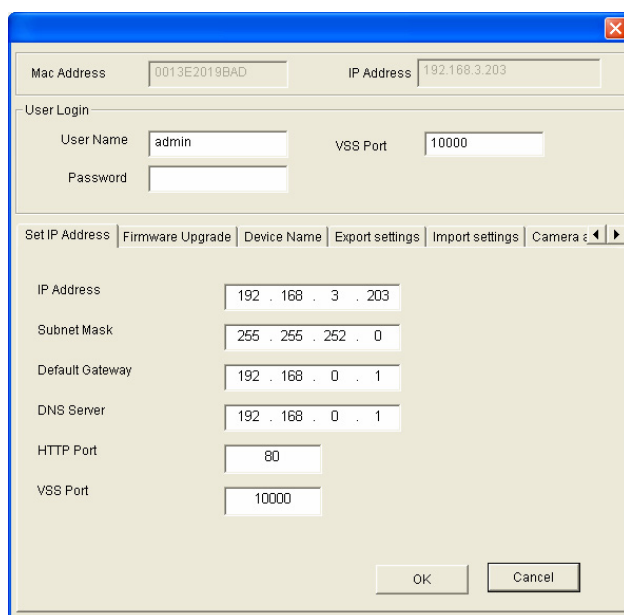 Mac Address 0013E2019BAD IP Address 192.168.3.203
User Login
User Name admin VSS Port 10000
Password
Set IP Address Firmware Upgrade Device Name Export settings Import settings Camera a
IP Address 192 . 168 . 3 . 203
Subnet Mask 255 . 255 . 252 . 0
Default Gateway 192 . 168 . 0 . 1
DNS Server 192 . 168 . 0 . 1
HTTP Port 80
VSS Port 10000
OK Cancel